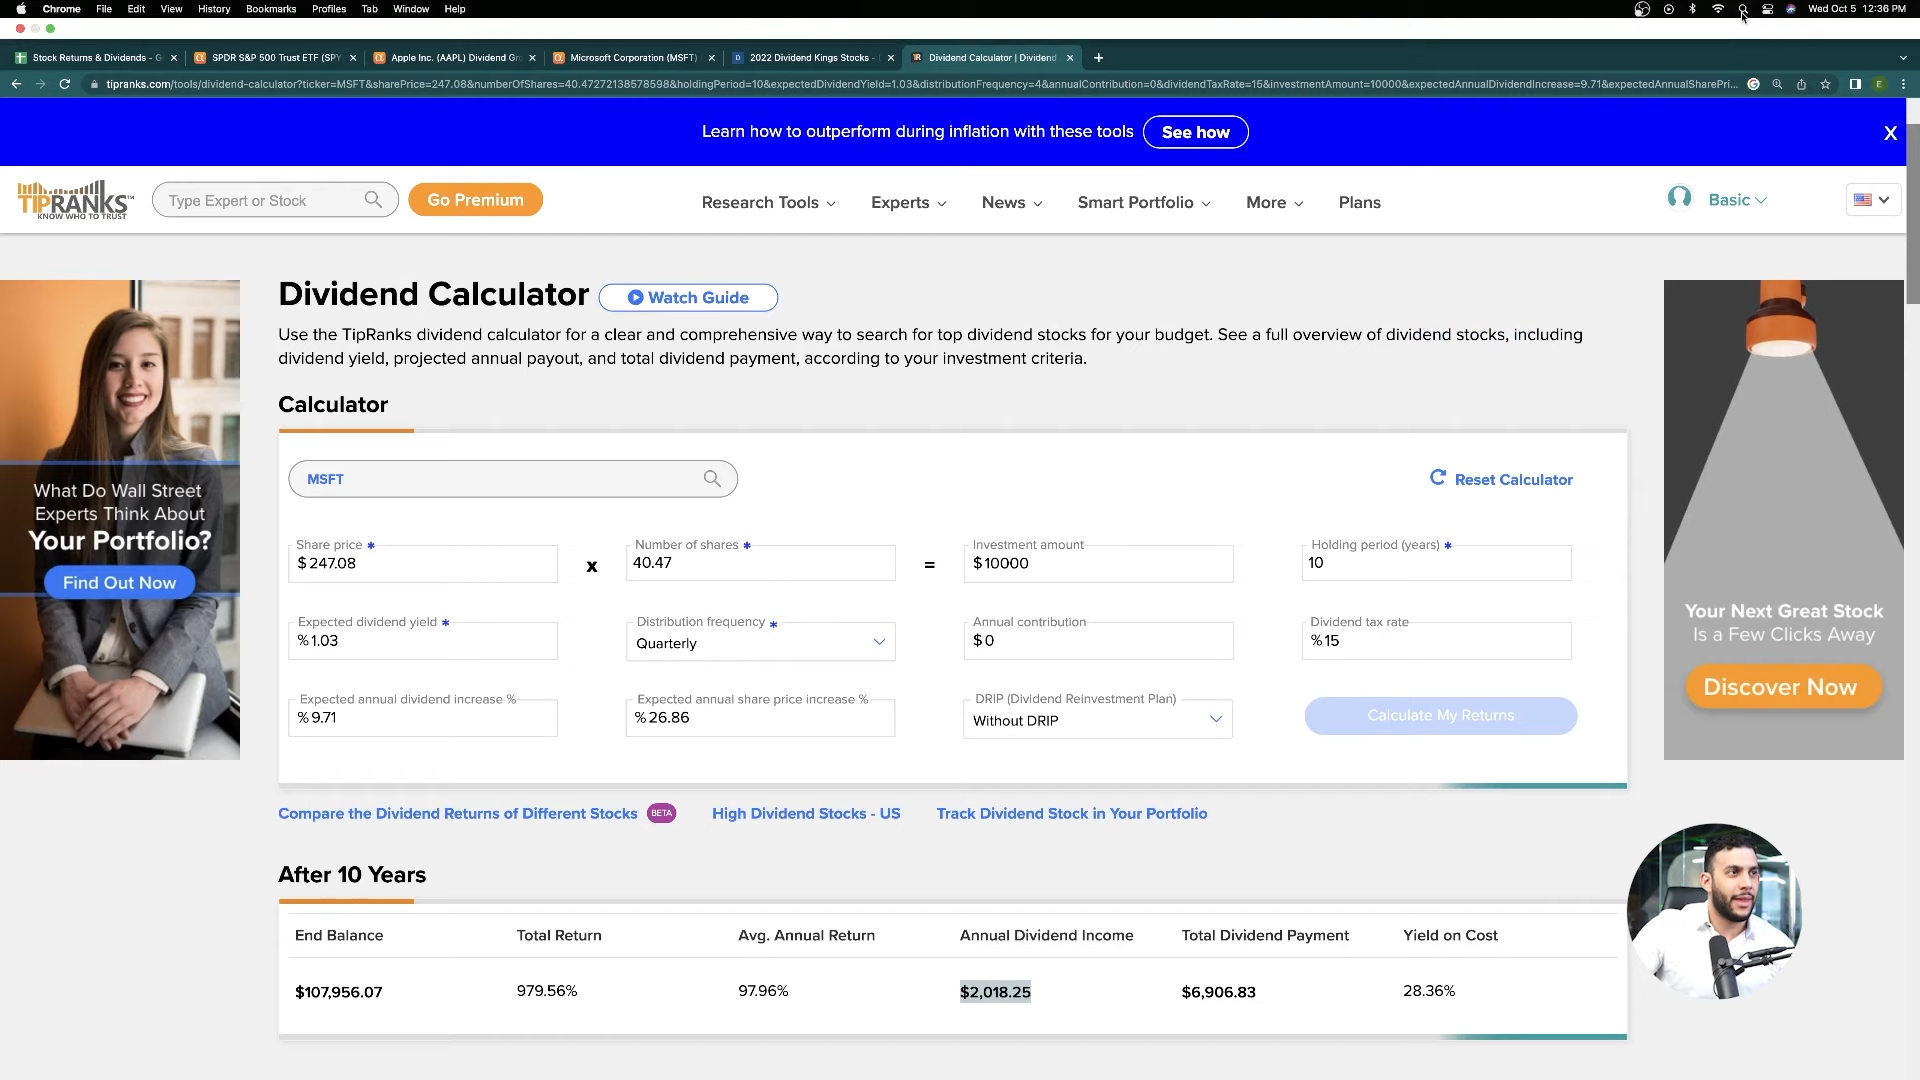 Chrome File Edit View History Bookmarks Profiles Tab Window Help Wed Oct 5 12:36 PM
Stock Returns & Dividends - G SPDR S&P 500 Trust ETF (SPY Apple Inc. (AAPL) Dividend Gr Microsoft Corporation (MSFT) 2022 Dividend Kings Stocks - Dividend Calculator | Dividend
tipranks.com/tools/dividend-calculator?ticker=MSFT&sharePrice=247.08&numberOfShares=40.47272138578598&holdingPeriod=10&expectedDividendYield=1.03&distributionFrequency=4&annualContribution=0&dividendTaxRate=15&investmentAmount=10000&expectedAnnualDividendIncrease=9.71&expectedAnnualSharePri... E
Learn how to outperform during inflation with these tools See how X
TIPRANKS™
KNOW WHO TO TRUST
Type Expert or Stock Go Premium Research Tools Experts News Smart Portfolio More Plans Basic
Dividend Calculator Watch Guide
Use the TipRanks dividend calculator for a clear and comprehensive way to search for top dividend stocks for your budget. See a full overview of dividend stocks, including
dividend yield, projected annual payout, and total dividend payment, according to your investment criteria.
Calculator
MSFT Reset Calculator
Share price * Number of shares * Investment amount Holding period (years) *
$ 247.08 x 40.47 = $ 10000 10
Expected dividend yield * Distribution frequency * Annual contribution Dividend tax rate
% 1.03 Quarterly $ 0 % 15
Expected annual dividend increase % Expected annual share price increase % DRIP (Dividend Reinvestment Plan)
% 9.71 % 26.86 Without DRIP Calculate My Returns
Compare the Dividend Returns of Different Stocks BETA High Dividend Stocks - US Track Dividend Stock in Your Portfolio
After 10 Years
End Balance Total Return Avg. Annual Return Annual Dividend Income Total Dividend Payment Yield on Cost
$107,956.07 979.56% 97.96% $2,018.25 $6,906.83 28.36%
What Do Wall Street
Experts Think About
Your Portfolio?
Find Out Now
Your Next Great Stock
Is a Few Clicks Away
Discover Now